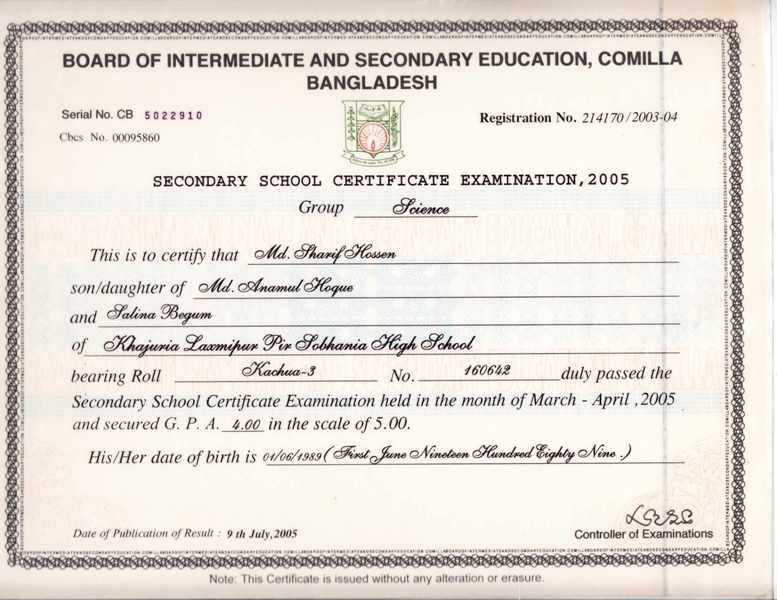 BOARD OF INTERMEDIATE AND SECONDARY EDUCATION, COMILLA
BANGLADESH
Serial No. CB 5022910
Registration No. 214170/2003-04
Cbcs No. 00095860
SECONDARY SCHOOL CERTIFICATE EXAMINATION,2005
Group Science
This is to certify that Md. Sharif Hossen
son/daughter of Md. Anamul Hoque
and Salina Begum
of Khajuria Laxmipur Pir Sobhania High School
bearing Roll Kachua-3 No. 160642 duly passed the
Secondary School Certificate Examination held in the month of March - April ,2005
and secured G. P. A. 4.00 in the scale of 5.00.
His/Her date of birth is 01/06/1989 ( First June Nineteen Hundred Eighty Nine .)
Date of Publication of Result : 9 th July,2005
Controller of Examinations
Note: This Certificate is issued without any alteration or erasure.